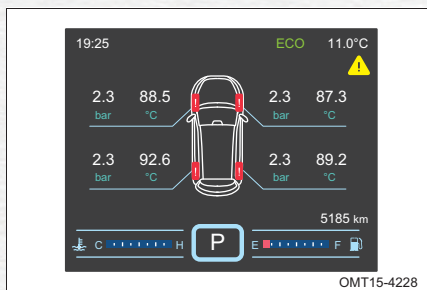 19:25 ECO 11.0°C
2.3 88.5 2.3 87.3
bar °C bar °C
2.3 92.6 2.3 89.2
bar °C bar °C
5185 km
C H P E F
OMT15-4228